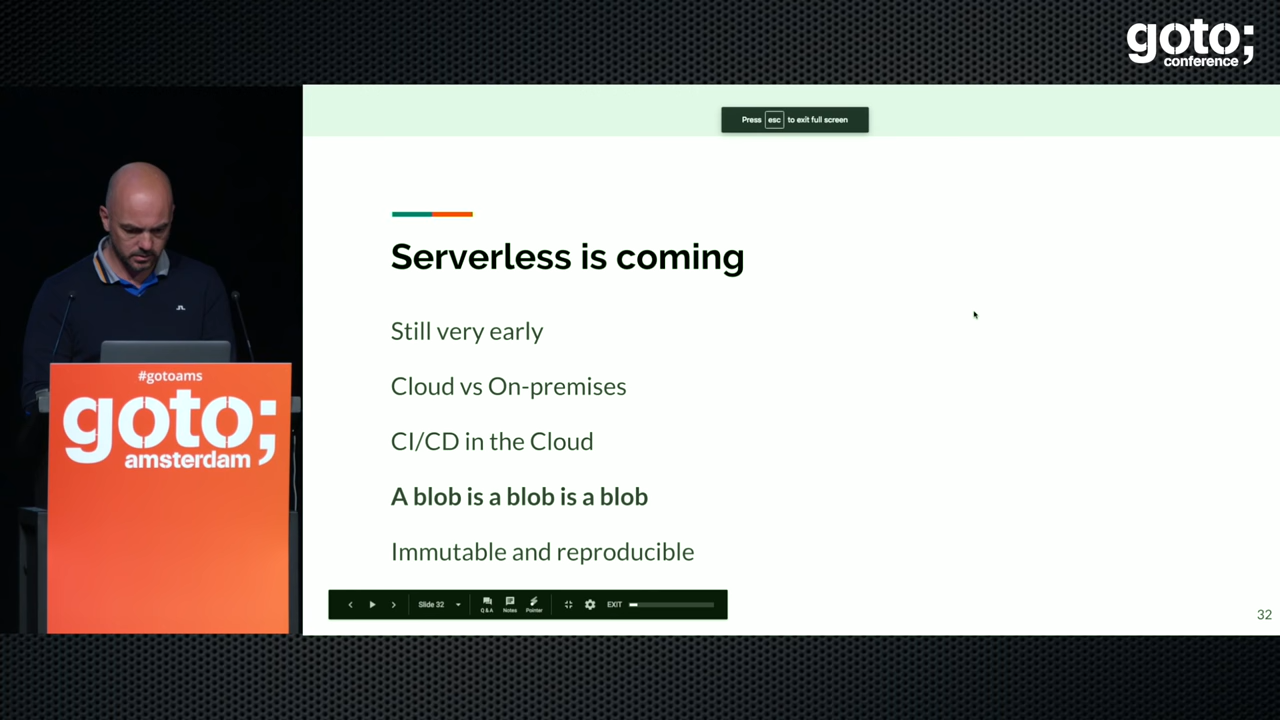 goto;
conference
Press esc to exit full screen
Serverless is coming
Still very early
Cloud vs On-premises
CI/CD in the Cloud
A blob is a blob is a blob
Immutable and reproducible
Slide 32
Q & A
Notes
Pointer
EXIT
32
#gotoams
goto;
amsterdam